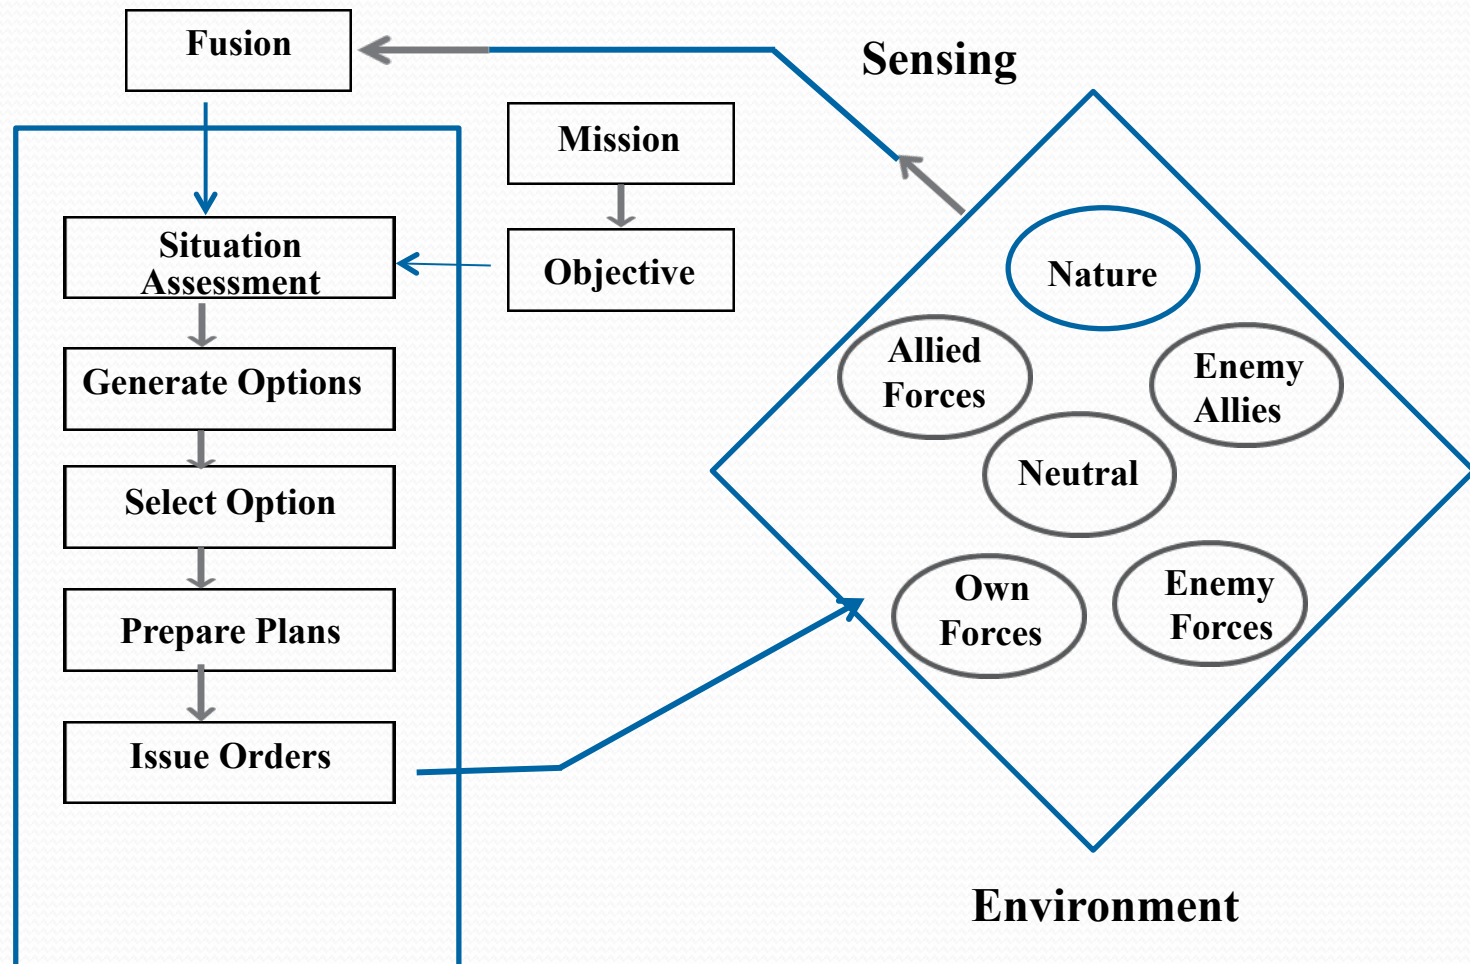 Fusion
Sensing
Mission
Situation
Assessment
Objective
Nature
Generate Options
Allied
Forces
Enemy
Allies
Select Option
Neutral
Prepare Plans
Own
Forces
Enemy
Forces
Issue Orders
Environment